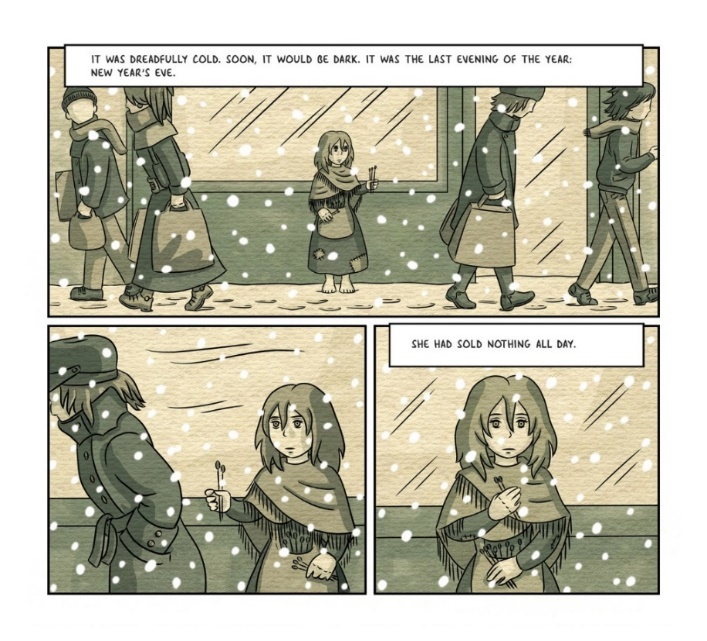 IT WAS DREADFULLY COLD. SOON, IT WOULD BE DARK. IT WAS THE LAST EVENING OF THE YEAR:
NEW YEAR'S EVE.
SHE HAD SOLD NOTHING ALL DAY.